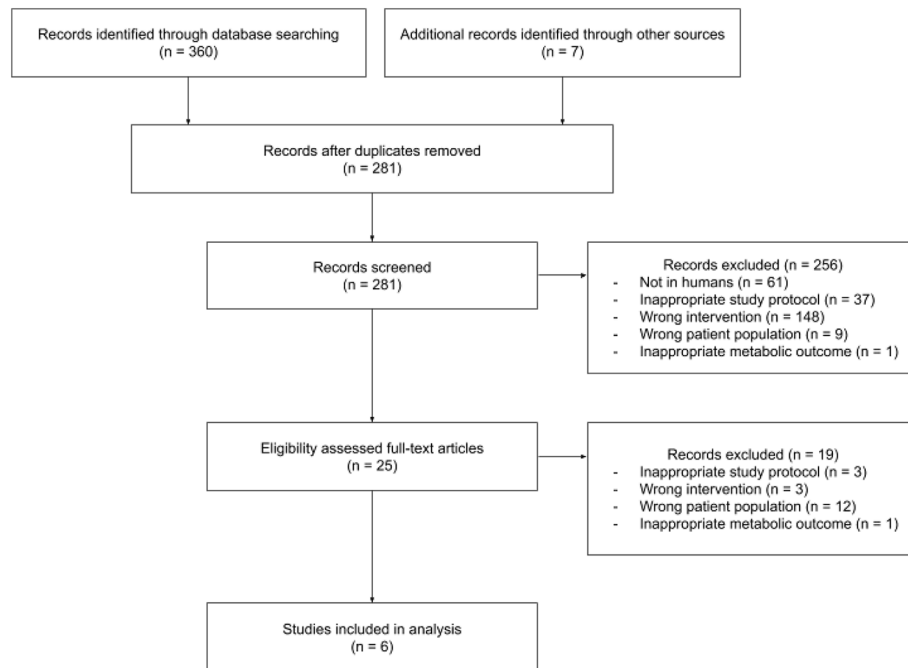 Records identified through database searching
(n = 360)
Additional records identified through other sources
(n = 7)
Records after duplicates removed
(n = 281)
Records screened
(n = 281)
Records excluded (n = 256)
- Not in humans (n = 61)
- Inappropriate study protocol (n = 37)
- Wrong intervention (n = 148)
- Wrong patient population (n = 9)
- Inappropriate metabolic outcome (n = 1)
Eligibility assessed full-text articles
(n = 25)
Records excluded (n = 19)
- Inappropriate study protocol (n = 3)
- Wrong intervention (n = 3)
- Wrong patient population (n = 12)
- Inappropriate metabolic outcome (n = 1)
Studies included in analysis
(n = 6)